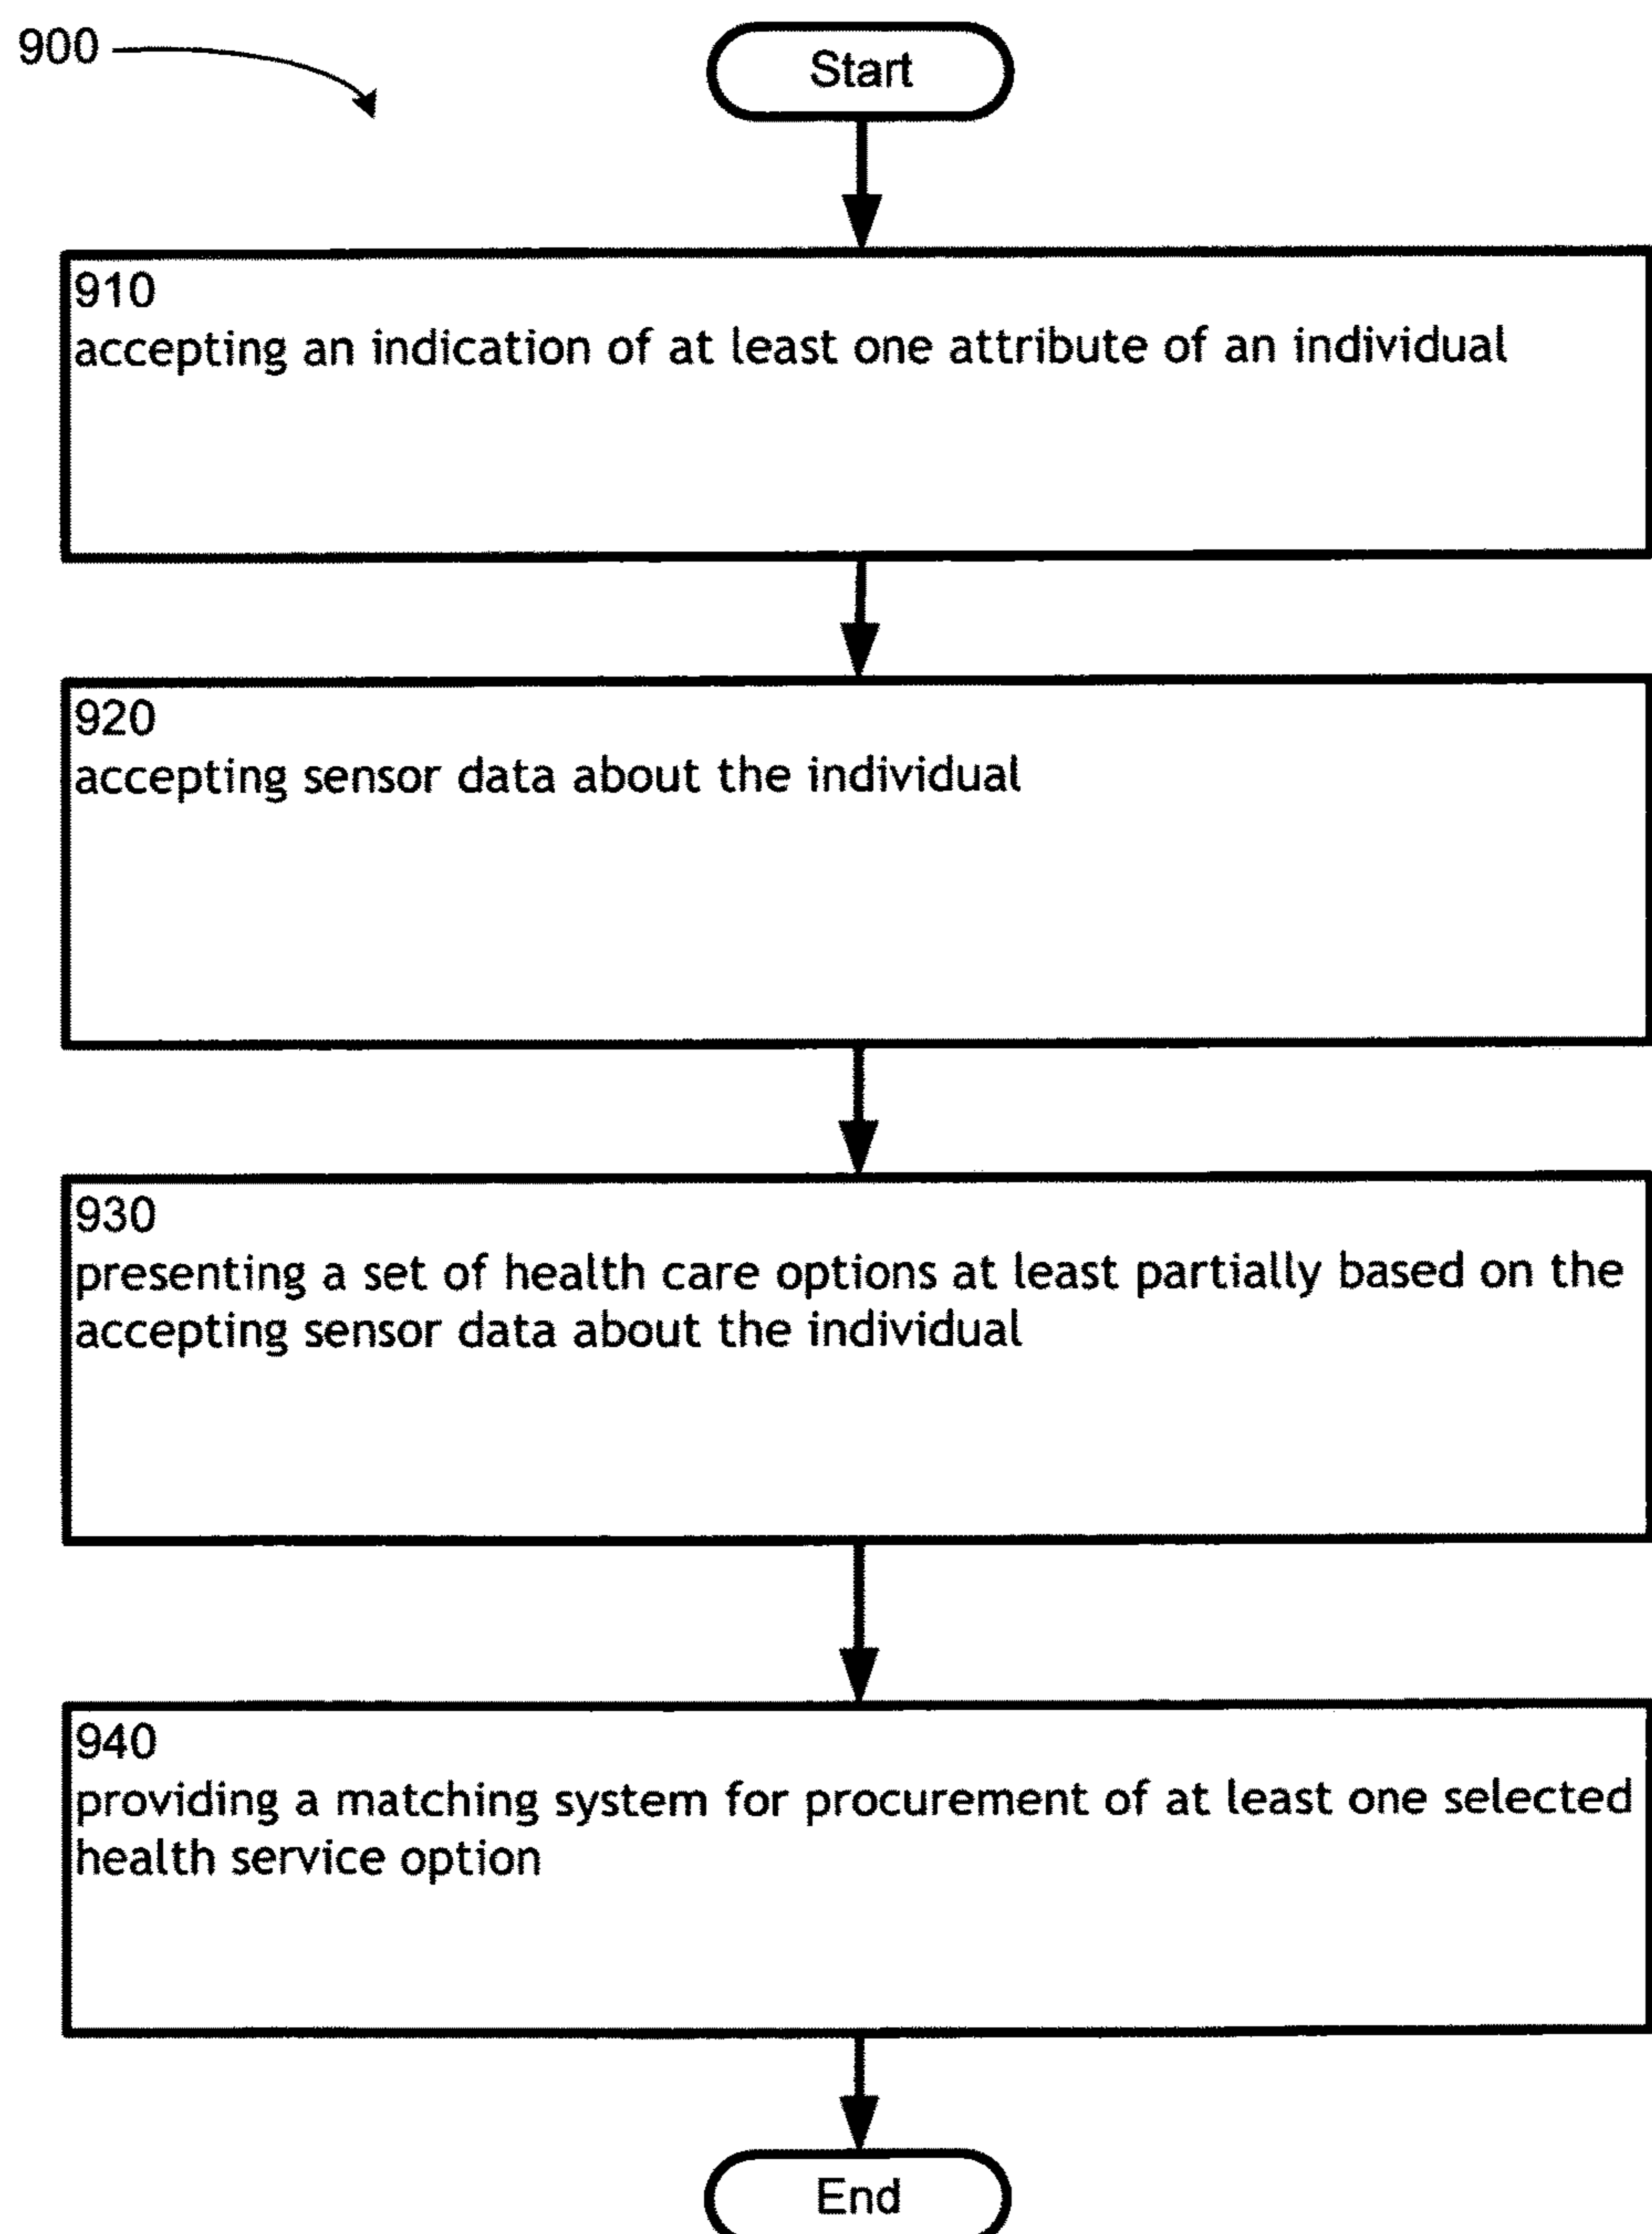 900
Start
910
accepting an indication of at least one attribute of an individual
920
accepting sensor data about the individual
930
presenting a set of health care options at least partially based on the
accepting sensor data about the individual
940
providing a matching system for procurement of at least one selected
health service option
End